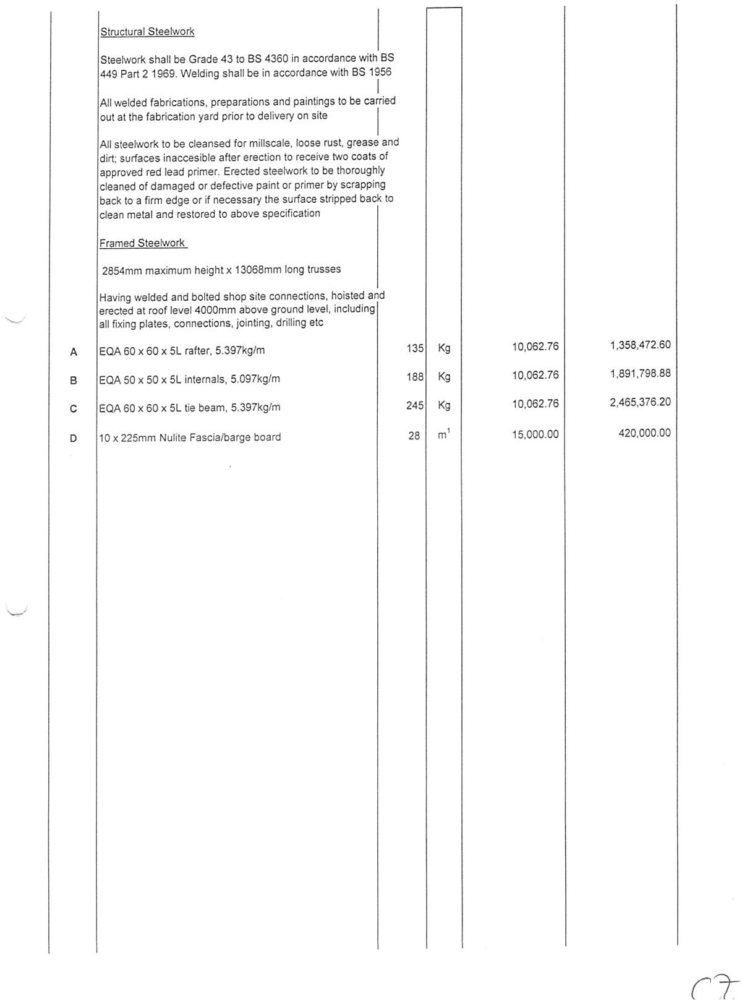 Structural Steelwork
Steelwork shall be Grade 43 to BS 4360 in accordance with BS
449 Part 2 1969. Welding shall be in accordance with BS 1956
All welded fabrications, preparations and paintings to be carried
out at the fabrication yard prior to delivery on site
All steelwork to be cleansed for millscale, loose rust, grease and
dirt; surfaces inaccesible after erection to receive two coats of
approved red lead primer. Erected steelwork to be thoroughly
cleaned of damaged or defective paint or primer by scrapping
back to a firm edge or if necessary the surface stripped back to
clean metal and restored to above specification
Framed Steelwork
2854mm maximum height x 13068mm long trusses
Having welded and bolted shop site connections, hoisted and
erected at roof level 4000mm above ground level, including
all fixing plates, connections, jointing, drilling etc
A EQA 60 x 60 x 5L rafter, 5.397kg/m 135 Kg 10,062.76 1,358,472.60
B EQA 50 x 50 x 5L internals, 5.097kg/m 188 Kg 10,062.76 1,891,798.88
C EQA 60 x 60 x 5L tie beam, 5.397kg/m 245 Kg 10,062.76 2,465,376.20
D 10 x 225mm Nulite Fascia/barge board 28 m¹ 15,000.00 420,000.00